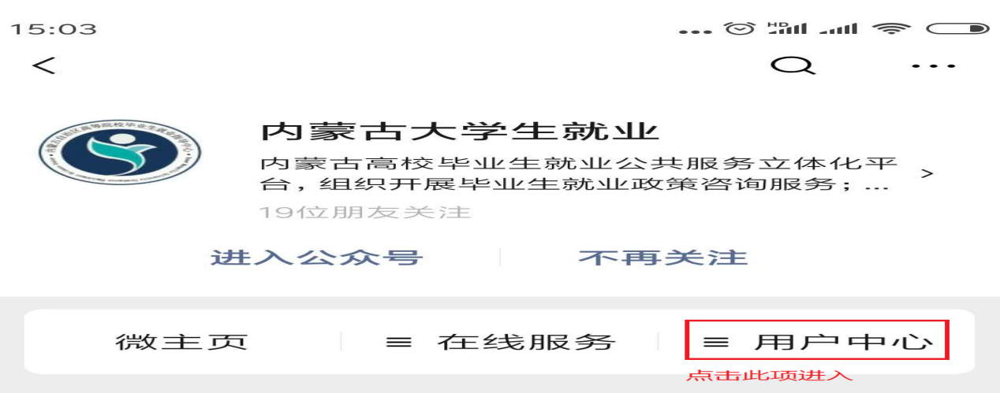 15:03
HD
内蒙古大学生就业
内蒙古高校毕业生就业公共服务立体化平
台，组织开展毕业生就业政策咨询服务；...
19位朋友关注
进入公众号 不再关注
微主页 在线服务 用户中心
点击此项进入